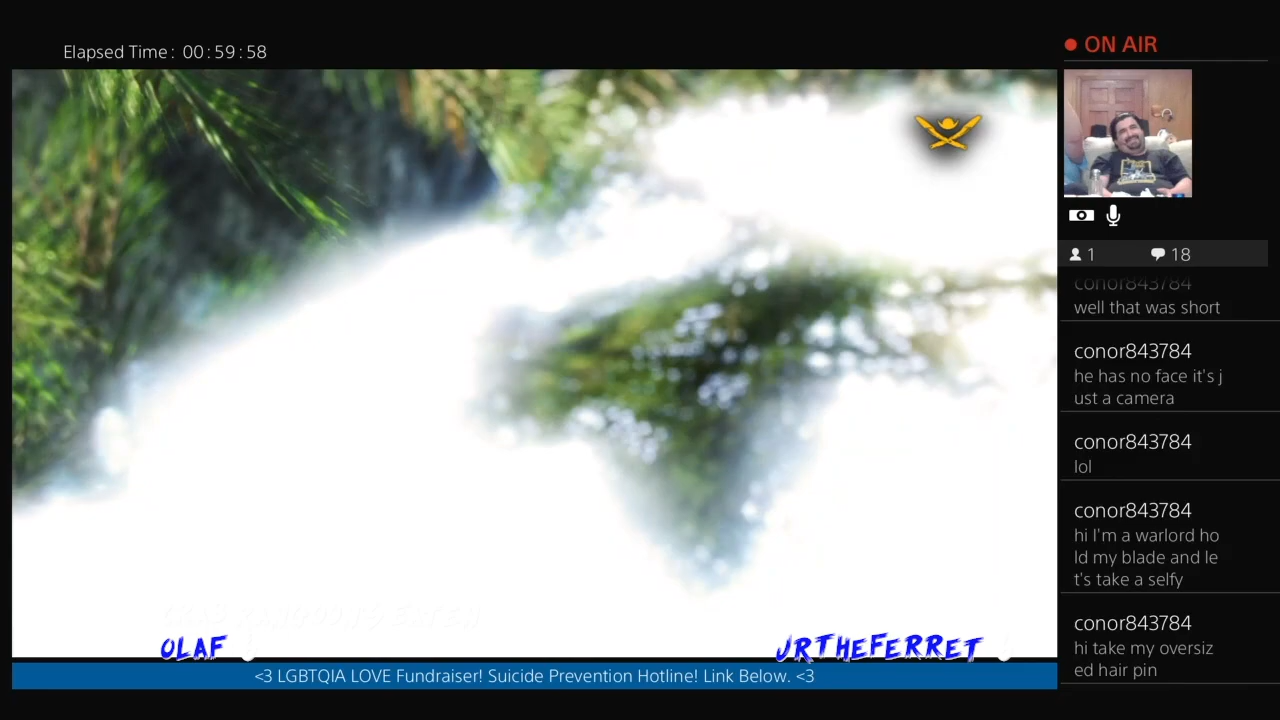 Elapsed Time: 00:59:58
ON AIR
1 18
conor843784
well that was short
conor843784
he has no face it's j
ust a camera
conor843784
lol
conor843784
hi I'm a warlord ho
ld my blade and le
t's take a selfy
conor843784
hi take my oversiz
ed hair pin
OLAF
JRTHEFERRET
<3 LGBTQIA LOVE Fundraiser! Suicide Prevention Hotline! Link Below. <3